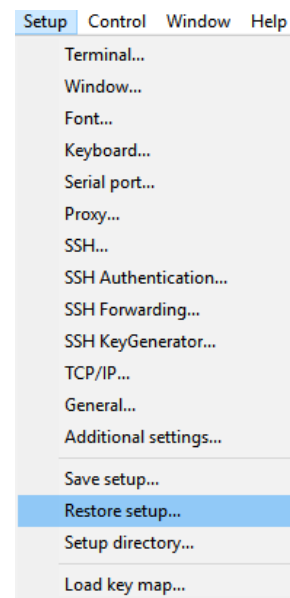 Setup Control Window Help
Terminal...
Window...
Font...
Keyboard...
Serial port...
Proxy...
SSH...
SSH Authentication...
SSH Forwarding...
SSH KeyGenerator...
TCP/IP...
General...
Additional settings...
Save setup...
Restore setup...
Setup directory...
Load key map...